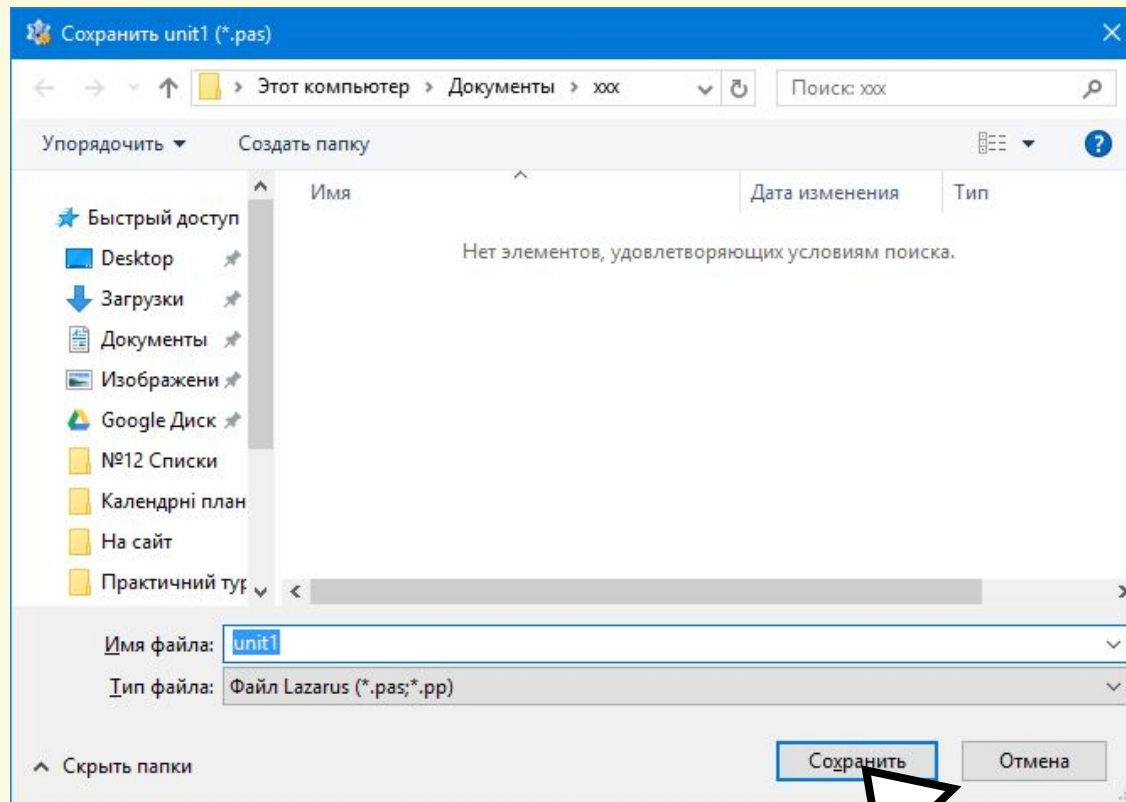 Сохранить unit1 (*.pas)
Этот компьютер > Документы > xxx
Поиск: xxx
Упорядочить
Создать папку
Имя
Дата изменения
Тип
Нет элементов, удовлетворяющих условиям поиска.
Быстрый доступ
Desktop
Загрузки
Документы
Изображени
Google Диск
№12 Списки
Календрні план
На сайт
Практичний тур
Имя файла: unit1
Тип файла: Файл Lazarus (*.pas;*.pp)
Скрыть папки
Сохранить
Отмена